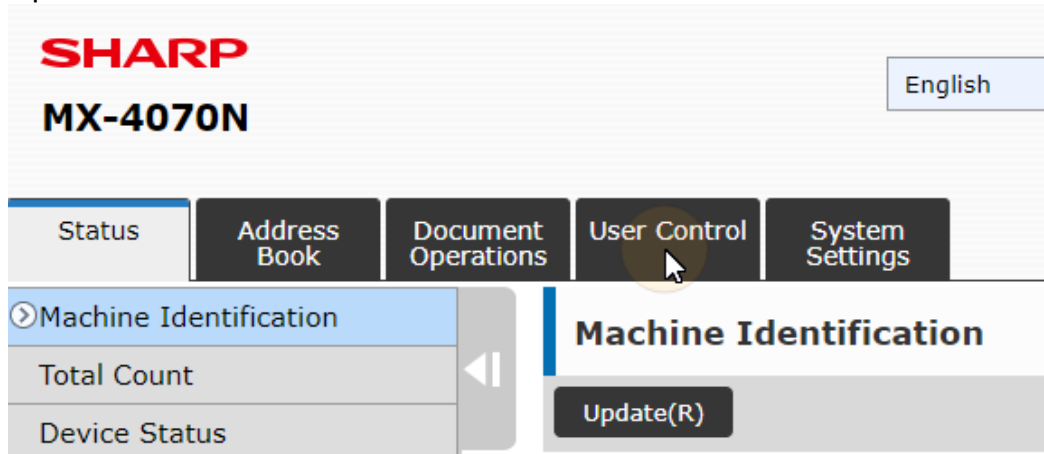 SHARP
MX-4070N
English
Status
Address
Book
Document
Operations
User Control
System
Settings
Machine Identification
Total Count
Device Status
Machine Identification
Update(R)